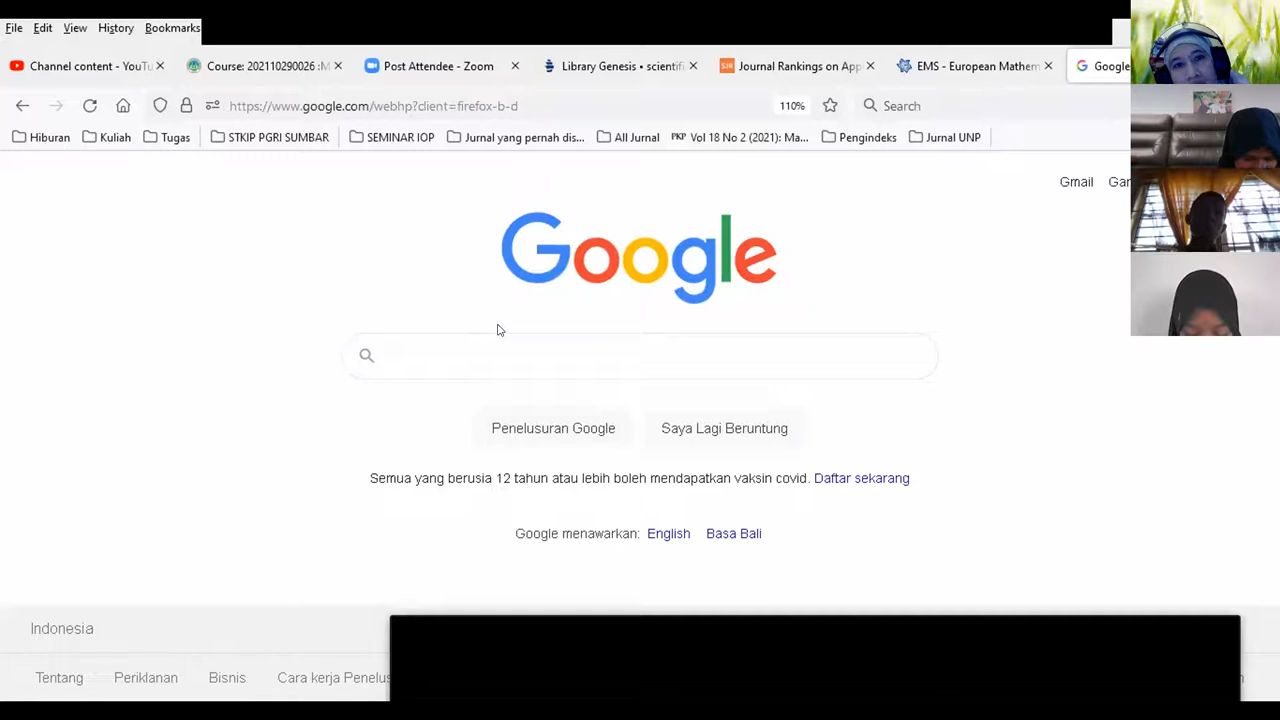 File Edit View History Bookmarks
Channel content - YouTu
Course: 202110290026 :M
Post Attendee - Zoom
Library Genesis • scientifi
SJR Journal Rankings on App
EMS - European Mathem
Google
https://www.google.com/webhp?client=firefox-b-d
110%
Search
Hiburan
Kuliah
Tugas
STKIP PGRI SUMBAR
SEMINAR IOP
Jurnal yang pernah dis...
All Jurnal
PKP Vol 18 No 2 (2021): Ma...
Pengindeks
Jurnal UNP
Gmail
Google
Penelusuran Google
Saya Lagi Beruntung
Semua yang berusia 12 tahun atau lebih boleh mendapatkan vaksin covid. Daftar sekarang
Google menawarkan: English Basa Bali
Indonesia
Tentang Periklanan Bisnis Cara kerja Penelus